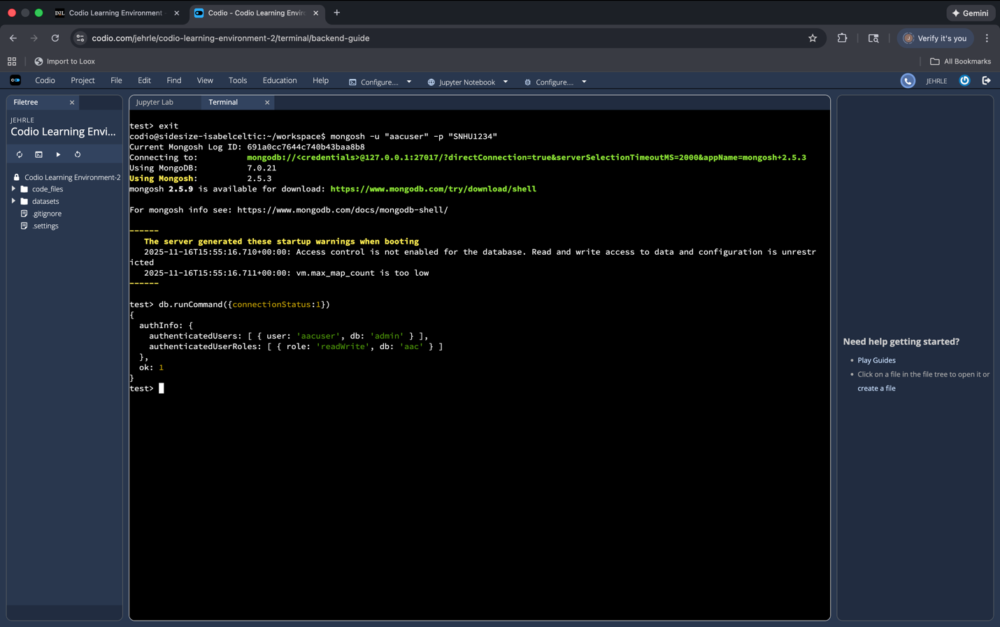 D2L Codio Learning Environment
Codio - Codio Learning Enviro
Gemini
codio.com/jehrle/codio-learning-environment-2/terminal/backend-guide
J
Verify it's you
Import to Loox
All Bookmarks
Codio Project File Edit Find View Tools Education Help Configure.... Jupyter Notebook Configure.... JEHRLE
Filetree
JEHRLE
Codio Learning Envi...
Codio Learning Environment-2
code_files
datasets
.gitignore
.settings
Jupyter Lab Terminal
test> exit
codio@sidesize-isabelceltic:~/workspace$ mongosh -u "aacuser" -p "SNHU1234"
Current Mongosh Log ID: 691a0cc7644c740b43baa8b8
Connecting to: mongodb://<credentials>@127.0.0.1:27017/?directConnection=true&serverSelectionTimeoutMS=2000&appName=mongosh+2.5.3
Using MongoDB: 7.0.21
Using Mongosh: 2.5.3
mongosh 2.5.9 is available for download: https://www.mongodb.com/try/download/shell
For mongosh info see: https://www.mongodb.com/docs/mongodb-shell/
------
The server generated these startup warnings when booting
2025-11-16T15:55:16.710+00:00: Access control is not enabled for the database. Read and write access to data and configuration is unrestr
icted
2025-11-16T15:55:16.711+00:00: vm.max_map_count is too low
------
test> db.runCommand({connectionStatus:1})
{
authInfo: {
authenticatedUsers: [ { user: 'aacuser', db: 'admin' } ],
authenticatedUserRoles: [ { role: 'readWrite', db: 'aac' } ]
},
ok: 1
}
test>
Need help getting started?
• Play Guides
• Click on a file in the file tree to open it or
create a file